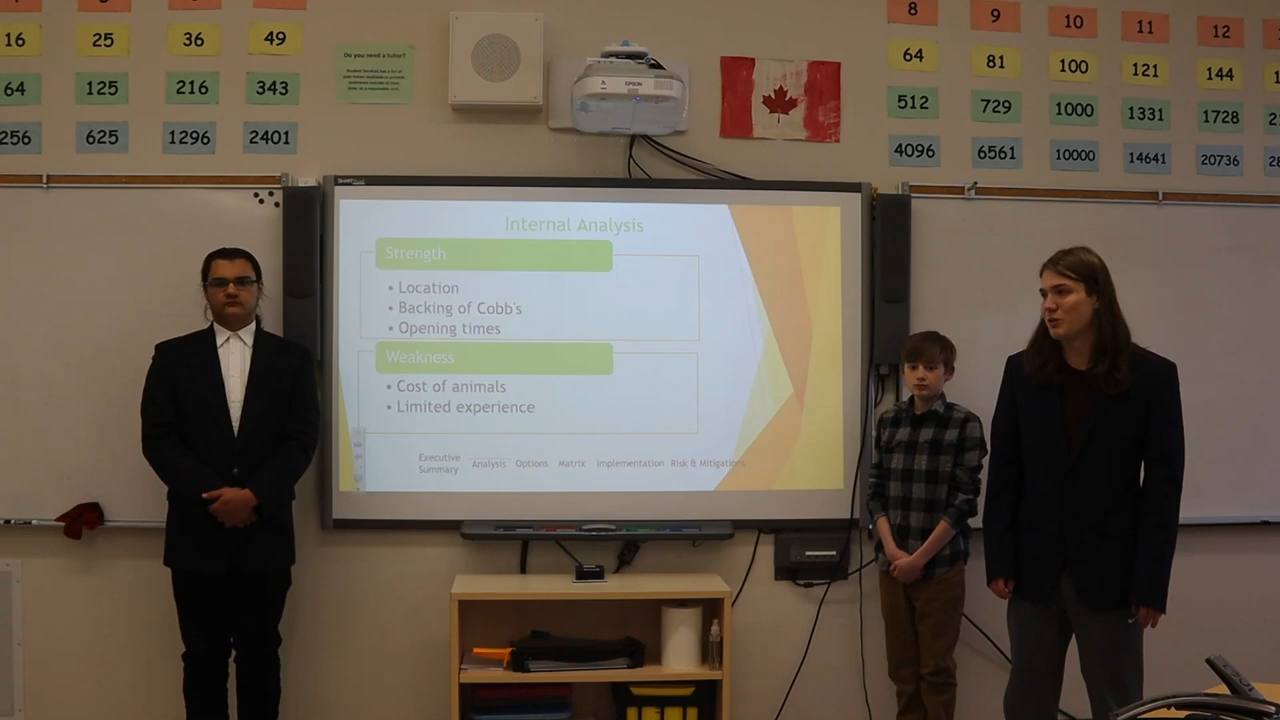 8 9 10 11 12
16 25 36 49
64 81 100 121 144
64 125 216 343
512 729 1000 1331 1728
256 625 1296 2401
4096 6561 10000 14641 20736
Do you need a tutor?
EPSON
Internal Analysis
Strength
• Location
• Backing of Cobb's
• Opening times
Weakness
• Cost of animals
• Limited experience
Executive
Summary
Analysis Options Matrix Implementation Risk & Mitigations